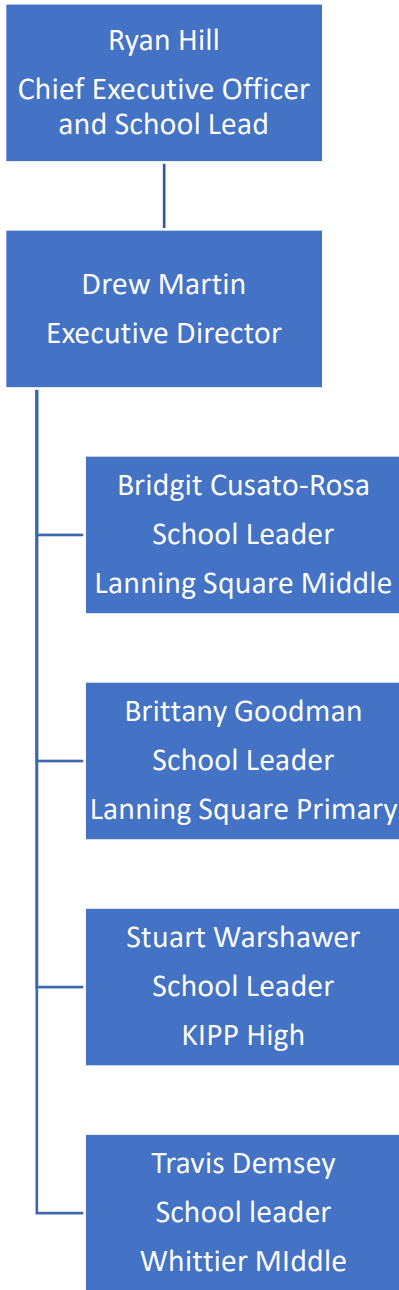 Ryan Hill
Chief Executive Officer
and School Lead
Drew Martin
Executive Director
Bridgit Cusato-Rosa
School Leader
Lanning Square Middle
Brittany Goodman
School Leader
Lanning Square Primary
Stuart Warshawer
School Leader
KIPP High
Travis Demsey
School leader
Whittier MIddle